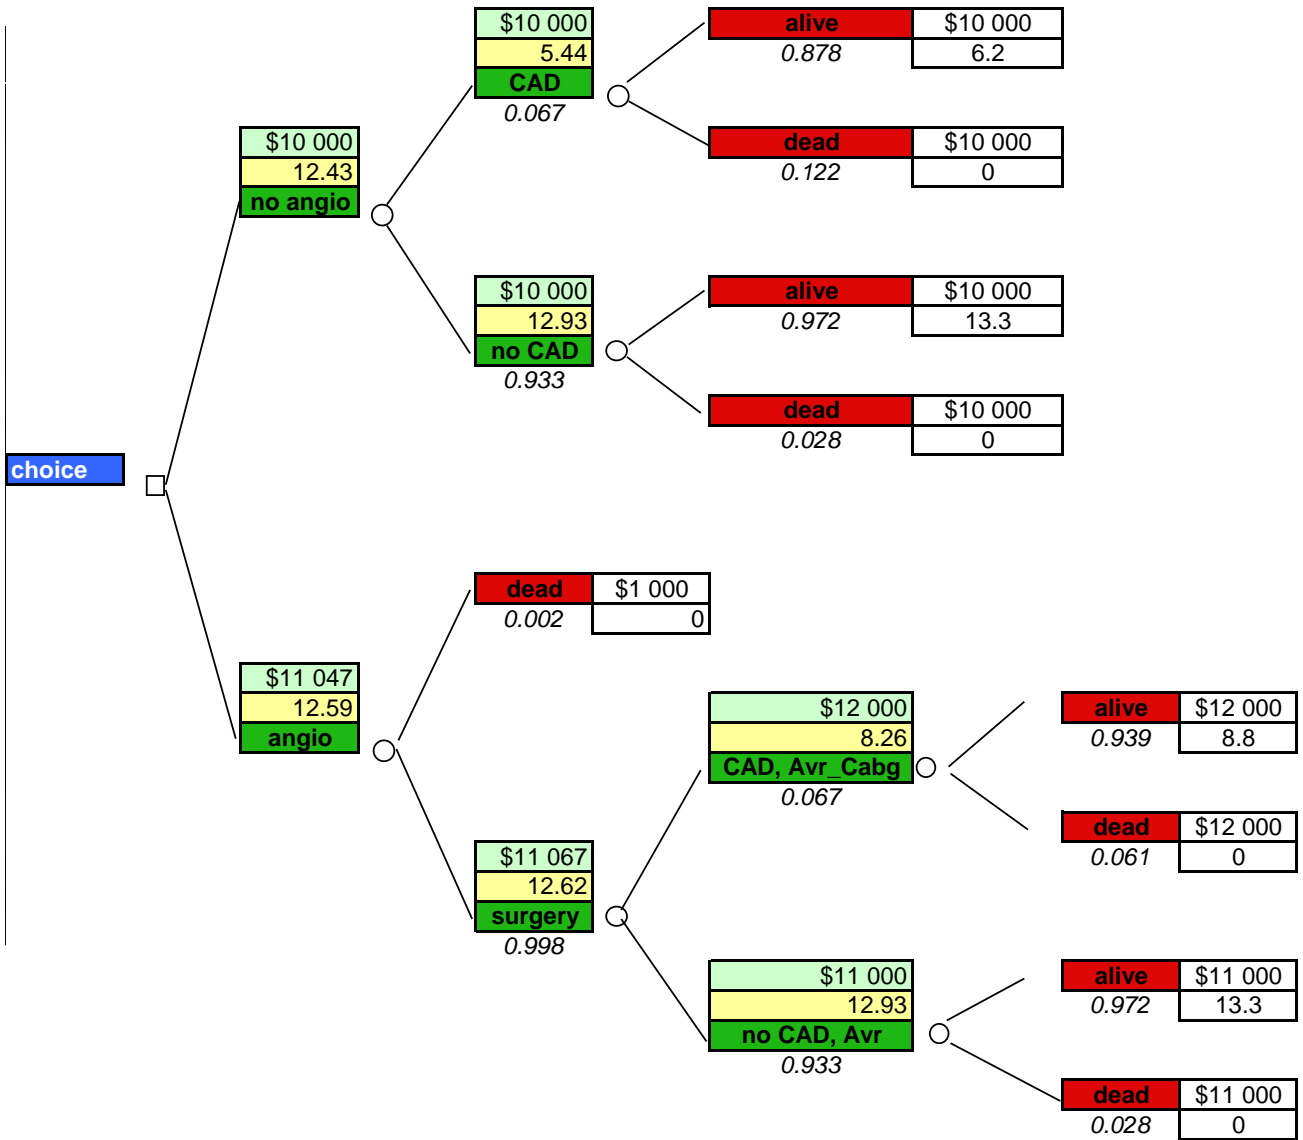 $10 000
5.44
CAD
0.067
alive $10 000
0.878 6.2
dead $10 000
0.122 0
$10 000
12.43
no angio
$10 000
12.93
no CAD
0.933
alive $10 000
0.972 13.3
dead $10 000
0.028 0
choice
dead $1 000
0.002 0
$11 047
12.59
angio
$12 000
8.26
CAD, Avr_Cabg
0.067
alive $12 000
0.939 8.8
dead $12 000
0.061 0
$11 067
12.62
surgery
0.998
$11 000
12.93
no CAD, Avr
0.933
alive $11 000
0.972 13.3
dead $11 000
0.028 0